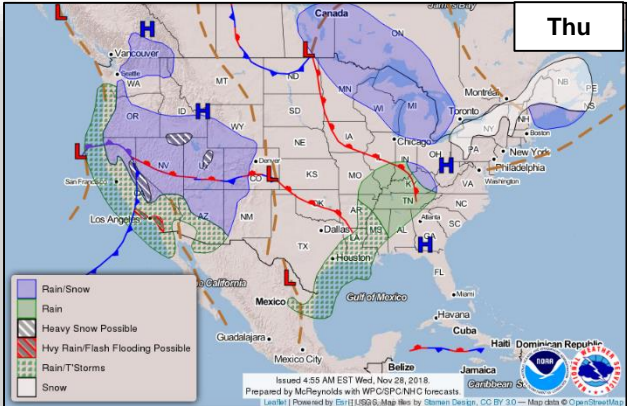 Thu
James Bay
Canada
L
H
ON
Vancouver
Seattle
WA
MT
ND
L
MN
Montreal
NB
PE
NS
OR
ID
H
SD
WI
MI
Toronto
NY
NH
Boston
WY
IA
Chicago
New York
L
NV
UT
NE
IN
OH
PA
Philadelphia
H
Washington
San Francisco
CA
Denver
CO
L
KS
MO
KY
VA
TN
NC
Los Angeles
AZ
NM
OK
AR
Atlanta
SC
Dallas
MS
AL
GA
H
TX
LA
Houston
FL
L
Mexico
Gulf of Mexico
Miami
Havana
Cuba
Guadalajara
Mexico City
Haiti
Dominican Republic
Belize
Jamaica
Caribbean
Rain/Snow
Rain
Heavy Snow Possible
Hvy Rain/Flash Flooding Possible
Rain/T'Storms
Snow
NOAA
Issued 4:55 AM EST Wed, Nov 28, 2018.
Prepared by McReynolds with WPC/SPC/NHC forecasts.
Leaflet | Powered by Esri | USGS, Map tiles by Stamen Design, CC BY 3.0 — Map data © OpenStreetMap